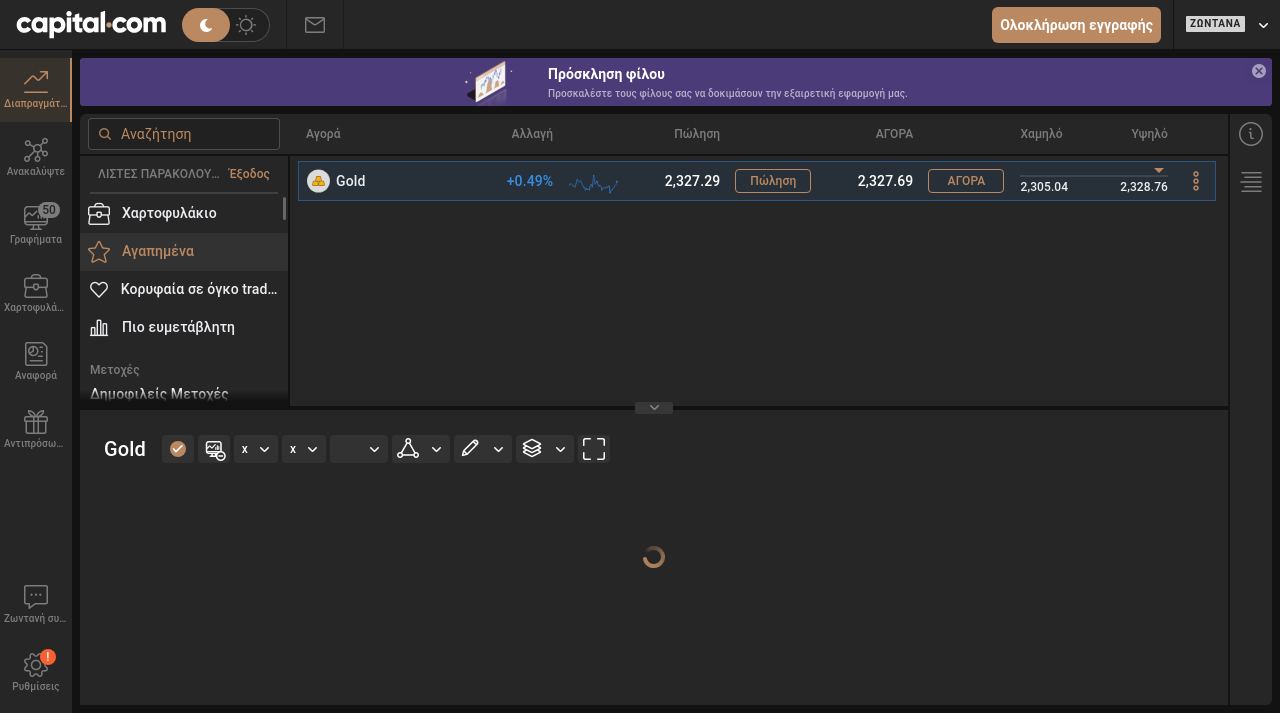 capital.com
Ολοκλήρωση εγγραφής
ΖΩΝΤΑΝΑ
Πρόσκληση φίλου
Προσκαλέστε τους φίλους σας να δοκιμάσουν την εξαιρετική εφαρμογή μας.
Διαπραγμάτ...
Ανακαλύψτε
50
Γραφήματα
Χαρτοφυλά...
Αναφορά
Αντιπρόσω...
Ζωντανή συ...
!
Ρυθμίσεις
Αναζήτηση
ΛΙΣΤΕΣ ΠΑΡΑΚΟΛΟΥ... Έξοδος
Χαρτοφυλάκιο
Αγαπημένα
Κορυφαία σε όγκο trad...
Πιο ευμετάβλητη
Μετοχές
Δημοφιλείς Μετοχές
Αγορά Αλλαγή Πώληση ΑΓΟΡΑ Χαμηλό Υψηλό
Gold +0.49% 2,327.29 Πώληση 2,327.69 ΑΓΟΡΑ 2,305.04 2,328.76
Gold x x